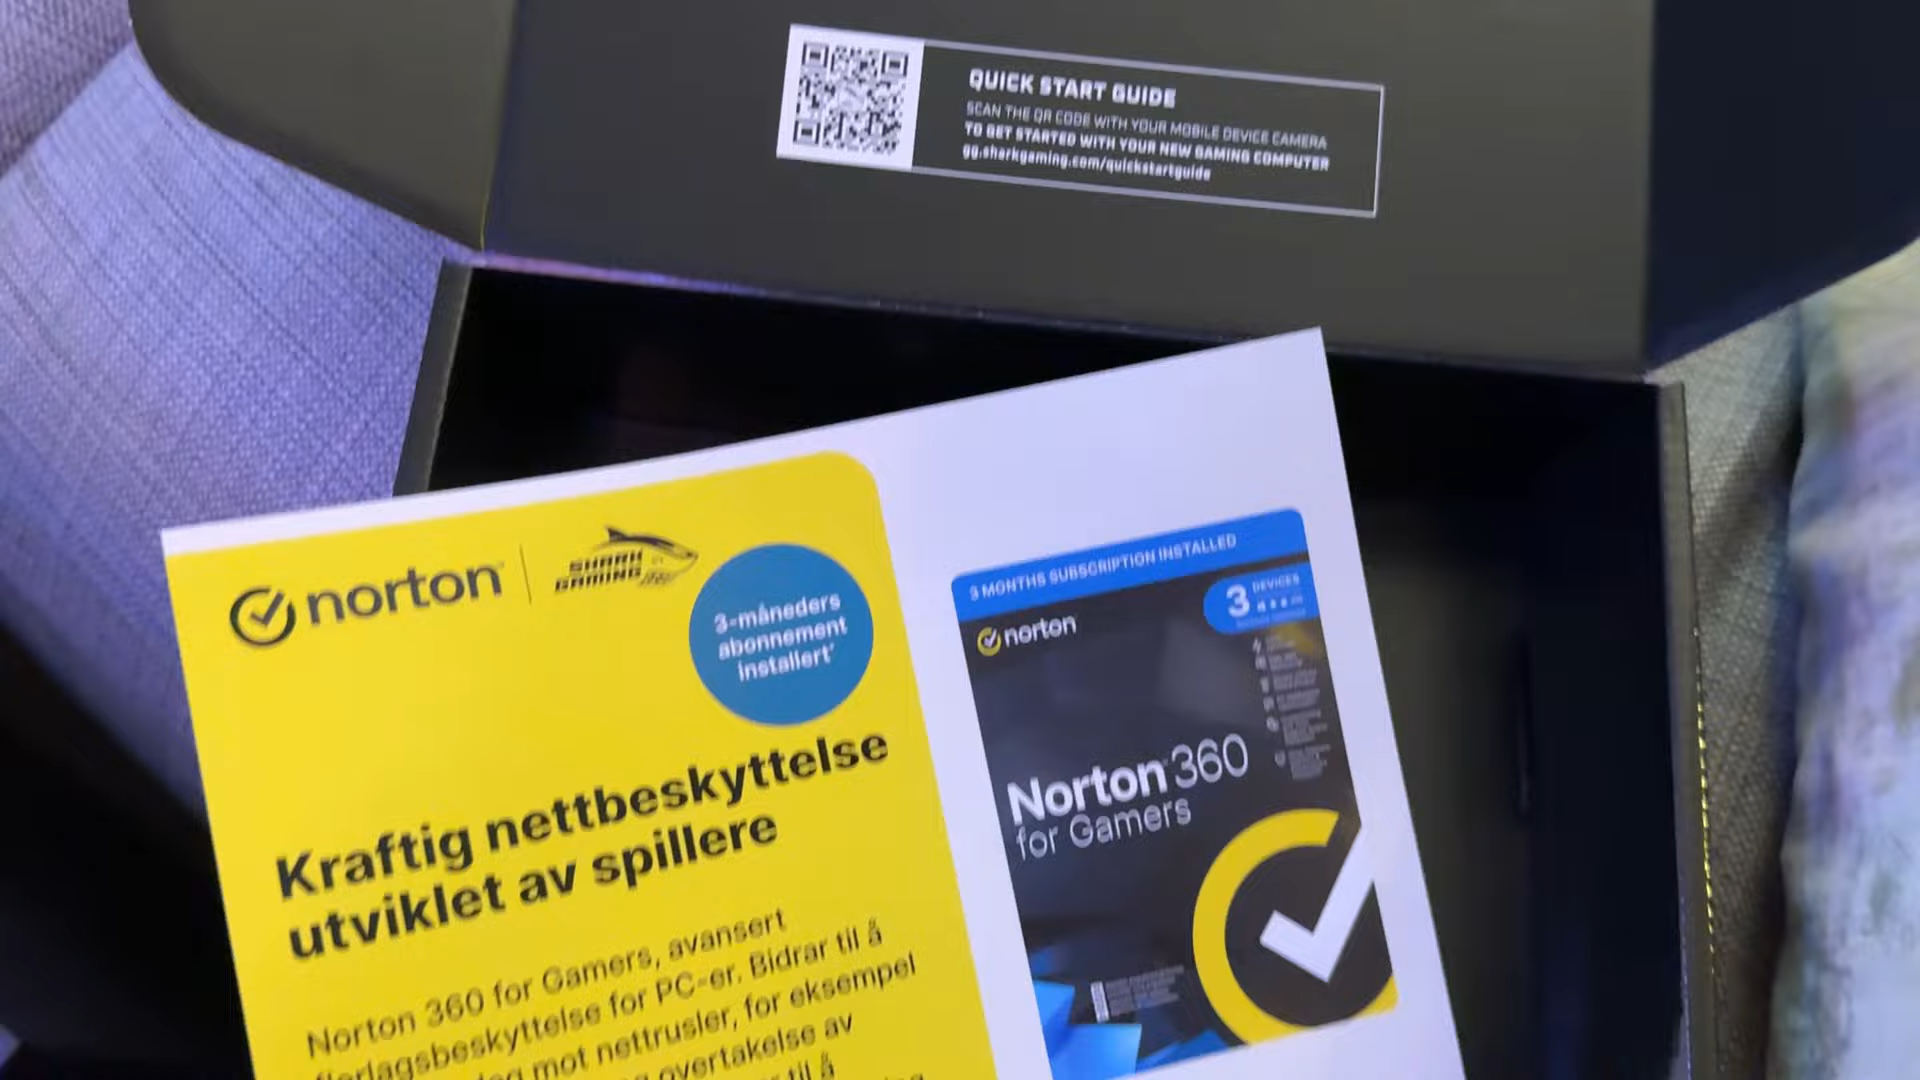 QUICK START GUIDE
SCAN THE QR CODE WITH YOUR MOBILE DEVICE CAMERA
TO GET STARTED WITH YOUR NEW GAMING COMPUTER
gg.sharkgaming.com/quickstartguide
norton
SHARK
GAMING
3-måneders
abonnement
installert*
Kraftig nettbeskyttelse
utviklet av spillere
Norton 360 for Gamers, avansert
flerlagsbeskyttelse for PC-er. Bidrar til å
mot nettrusler, for eksempel
overtakelse av
til å
3 MONTHS SUBSCRIPTION INSTALLED
3 DEVICES
norton
Norton 360
for Gamers